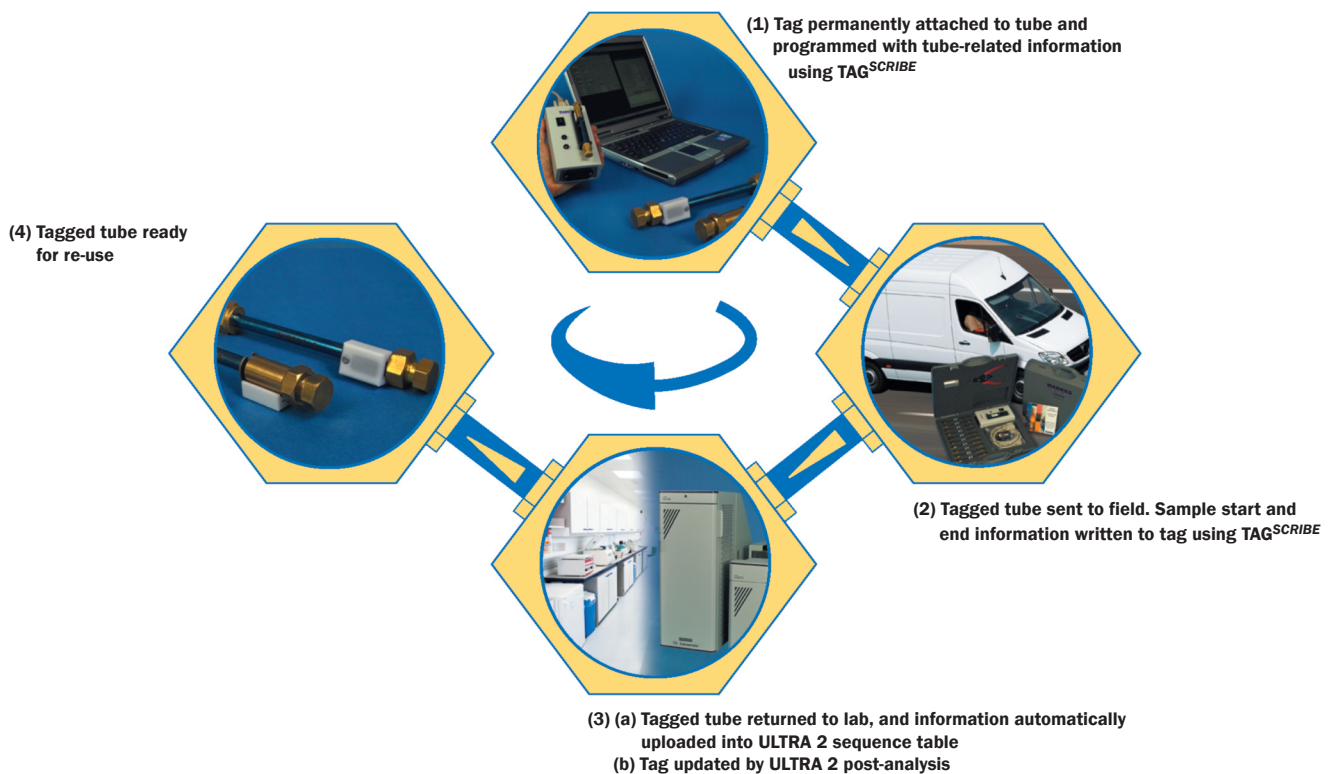 (1) Tag permanently attached to tube and
programmed with tube-related information
using TAGSCRIBE
(4) Tagged tube ready
for re-use
(2) Tagged tube sent to field. Sample start and
end information written to tag using TAGSCRIBE
(3) (a) Tagged tube returned to lab, and information automatically
uploaded into ULTRA 2 sequence table
(b) Tag updated by ULTRA 2 post-analysis